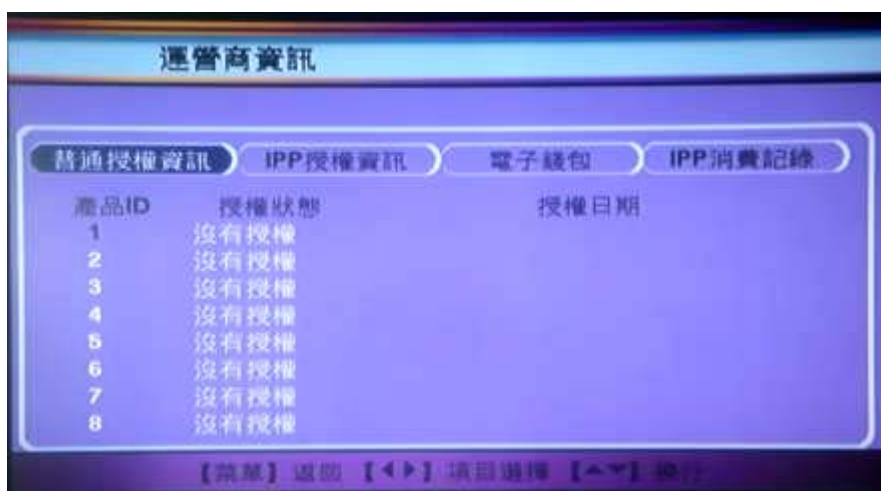 運營商資訊
普通授權資訊 IPP授權資訊 電子錢包 IPP消費記錄
產品ID 授權狀態 授權日期
1 沒有授權
2 沒有授權
3 沒有授權
4 沒有授權
5 沒有授權
6 沒有授權
7 沒有授權
8 沒有授權
【菜單】返回 【◀▶】項目選擇 【▲▼】換行